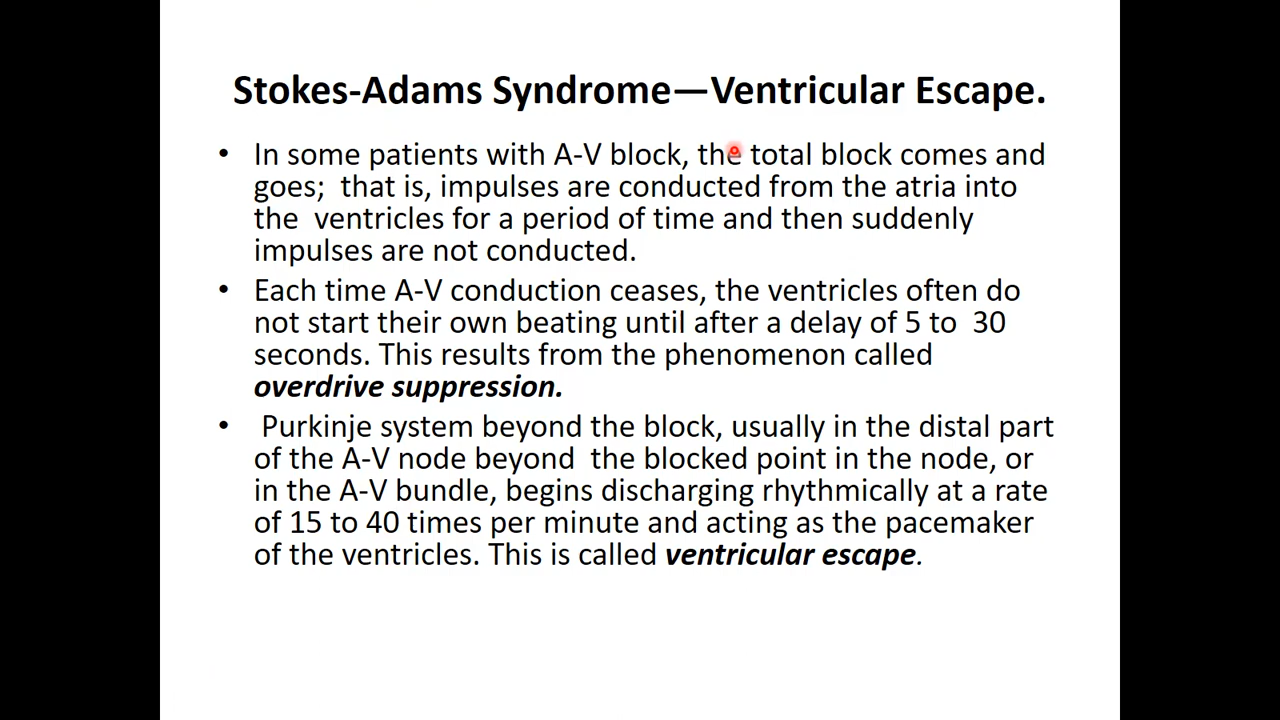 Stokes-Adams Syndrome—Ventricular Escape.
• In some patients with A-V block, the total block comes and
goes;  that is, impulses are conducted from the atria into
the  ventricles for a period of time and then suddenly
impulses are not conducted.
• Each time A-V conduction ceases, the ventricles often do
not start their own beating until after a delay of 5 to  30
seconds. This results from the phenomenon called
overdrive suppression.
•  Purkinje system beyond the block, usually in the distal part
of the A-V node beyond  the blocked point in the node, or
in the A-V bundle, begins discharging rhythmically at a rate
of 15 to 40 times per minute and acting as the pacemaker
of the ventricles. This is called ventricular escape.